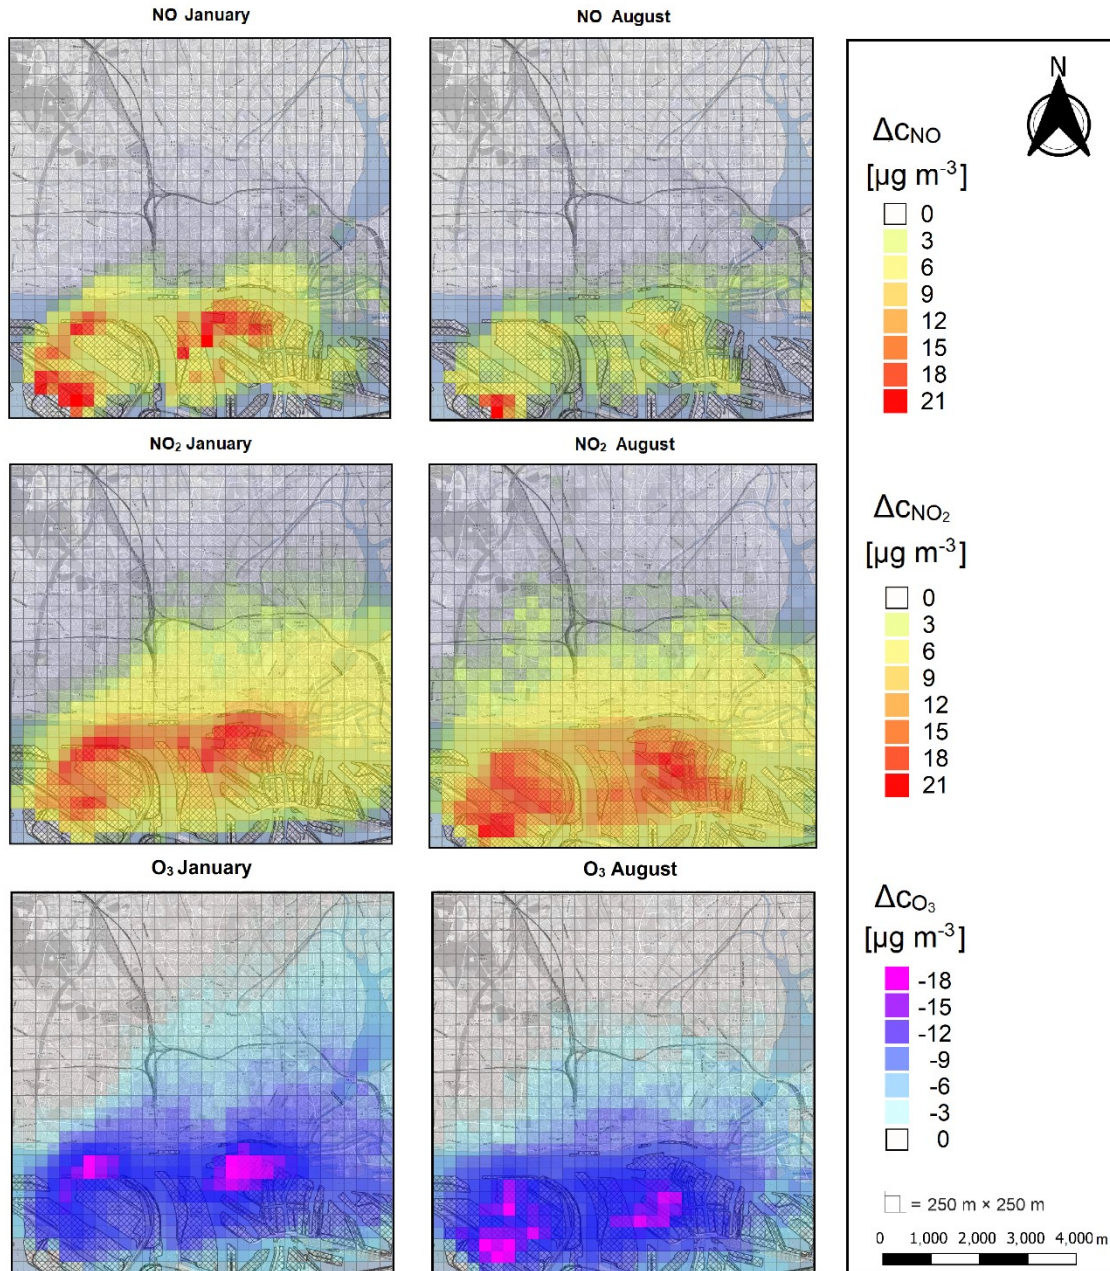 NO January
NO August
N
ΔcNO
[µg m⁻³]
0
3
6
9
12
15
18
21
NO₂ January
NO₂ August
ΔcNO₂
[µg m⁻³]
0
3
6
9
12
15
18
21
O₃ January
O₃ August
ΔcO₃
[µg m⁻³]
-18
-15
-12
-9
-6
-3
0
= 250 m × 250 m
0 1,000 2,000 3,000 4,000 m